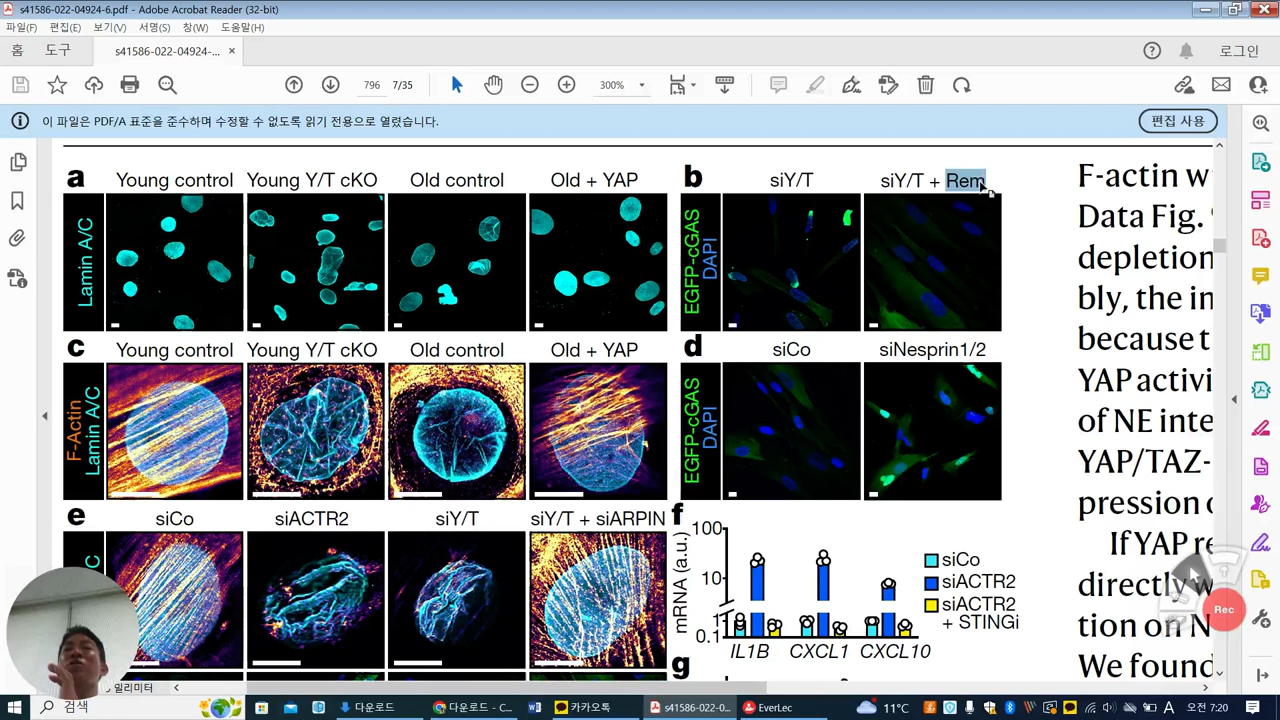 s41586-022-04924-6.pdf - Adobe Acrobat Reader (32-bit)
파일(F) 편집(E) 보기(V) 서명(S) 창(W) 도움말(H)
홈 도구 s41586-022-04924-... × 로그인
796 7/35 300%
이 파일은 PDF/A 표준을 준수하며 수정할 수 없도록 읽기 전용으로 열렸습니다. 편집 사용
a Young control Young Y/T cKO Old control Old + YAP
Lamin A/C
b siY/T siY/T + Rem
EGFP-cGAS
DAPI
c Young control Young Y/T cKO Old control Old + YAP
F-Actin
Lamin A/C
d siCo siNesprin1/2
EGFP-cGAS
DAPI
e siCo siACTR2 siY/T siY/T + siARPIN
f
mRNA (a.u.)
100
10
1
0.1
IL1B CXCL1 CXCL10
siCo
siACTR2
siACTR2
+ STINGi
g
F-actin w
Data Fig.
depletion
bly, the in
because t
YAP activi
of NE inte
YAP/TAZ-
pression o
If YAP re
directly w
tion on N
We found
Rec
밀리미터
검색 다운로드 다운로드 - C... 카카오톡 s41586-022-0... EverLec 11°C A 오전 7:20